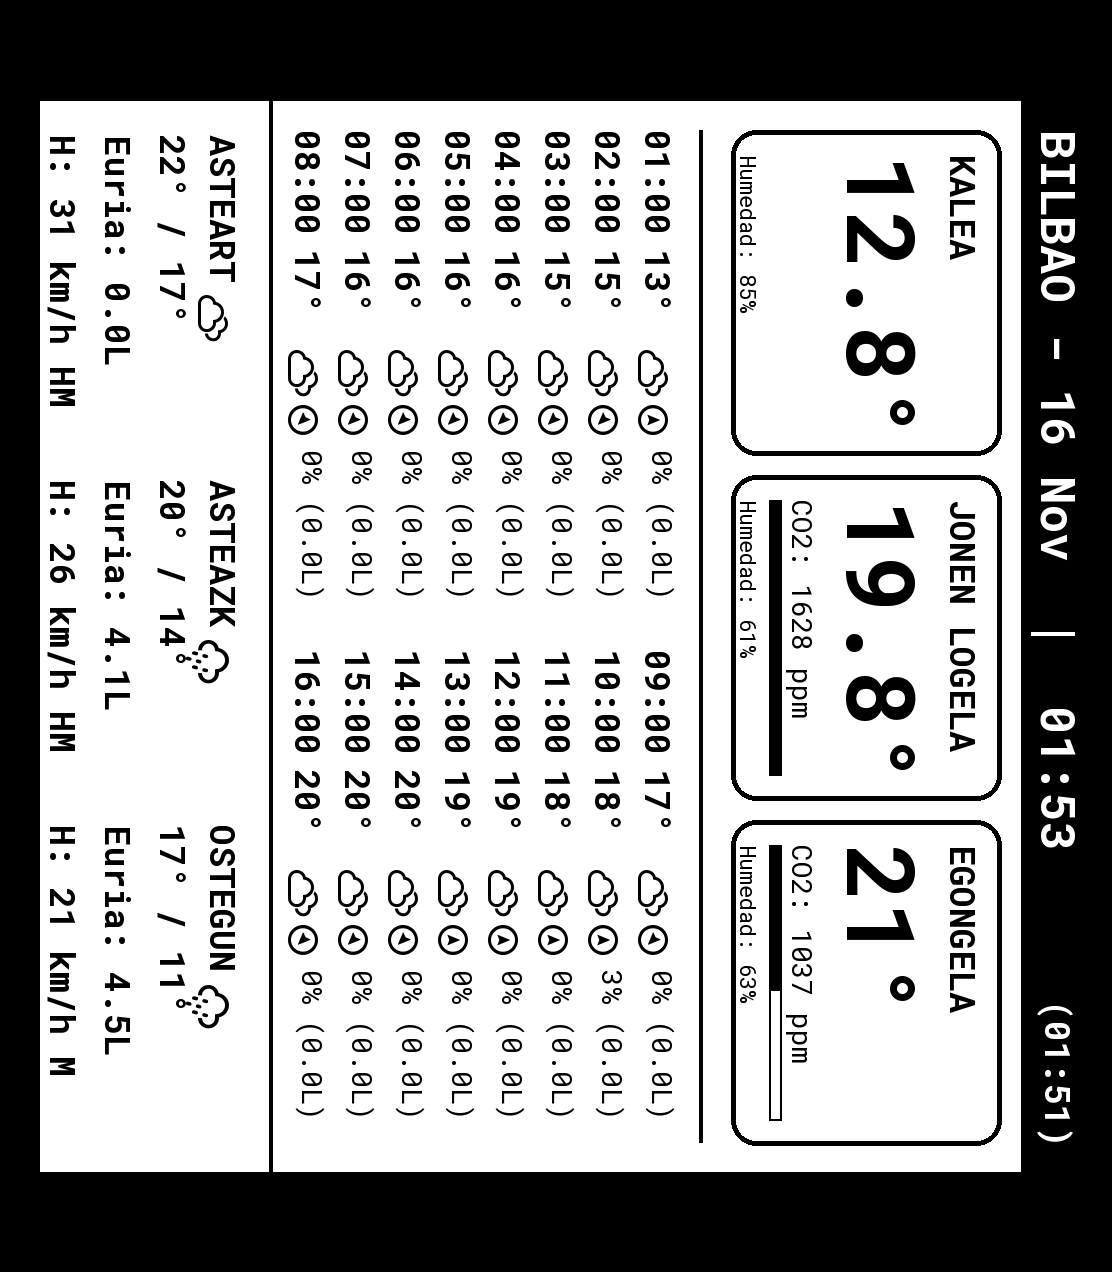 BILBAO - 16 Nov | 01:53 (01:51)
KALEA
12.8°
Humedad: 85%
JONEN LOGELA
19.8°
CO2: 1628 ppm
Humedad: 61%
EGONGELA
21°
CO2: 1037 ppm
Humedad: 63%
01:00 13° 0% (0.0L)
02:00 15° 0% (0.0L)
03:00 15° 0% (0.0L)
04:00 16° 0% (0.0L)
05:00 16° 0% (0.0L)
06:00 16° 0% (0.0L)
07:00 16° 0% (0.0L)
08:00 17° 0% (0.0L)
09:00 17° 0% (0.0L)
10:00 18° 3% (0.0L)
11:00 18° 0% (0.0L)
12:00 19° 0% (0.0L)
13:00 19° 0% (0.0L)
14:00 20° 0% (0.0L)
15:00 20° 0% (0.0L)
16:00 20° 0% (0.0L)
ASTEART
22° / 17°
Euria: 0.0L
H: 31 km/h HM
ASTEAZK
20° / 14°
Euria: 4.1L
H: 26 km/h HM
OSTEGUN
17° / 11°
Euria: 4.5L
H: 21 km/h M